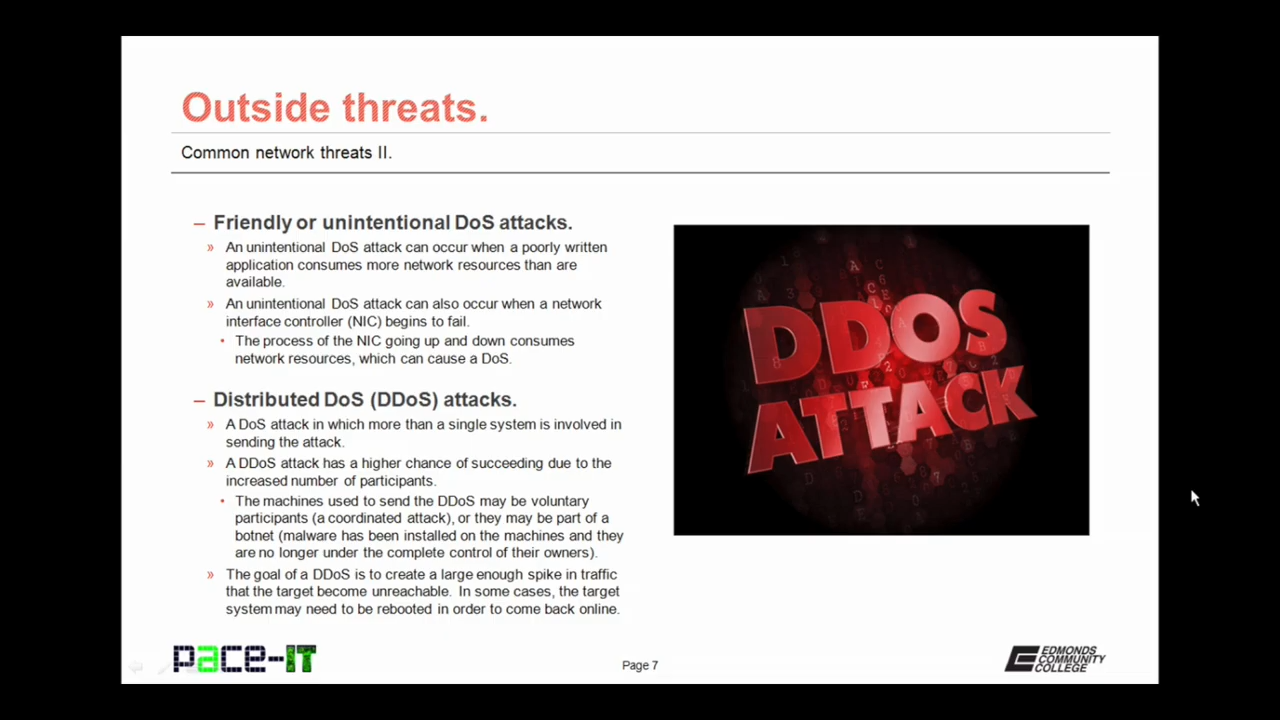 Outside threats.
Common network threats II.
– Friendly or unintentional DoS attacks.
» An unintentional DoS attack can occur when a poorly written
application consumes more network resources than are
available.
» An unintentional DoS attack can also occur when a network
interface controller (NIC) begins to fail.
• The process of the NIC going up and down consumes
network resources, which can cause a DoS.
– Distributed DoS (DDoS) attacks.
» A DoS attack in which more than a single system is involved in
sending the attack.
» A DDoS attack has a higher chance of succeeding due to the
increased number of participants.
• The machines used to send the DDoS may be voluntary
participants (a coordinated attack), or they may be part of a
botnet (malware has been installed on the machines and they
are no longer under the complete control of their owners).
» The goal of a DDoS is to create a large enough spike in traffic
that the target become unreachable. In some cases, the target
system may need to be rebooted in order to come back online.
DDOS
ATTACK
pace-IT
Page 7
EDMONDS
COMMUNITY
COLLEGE